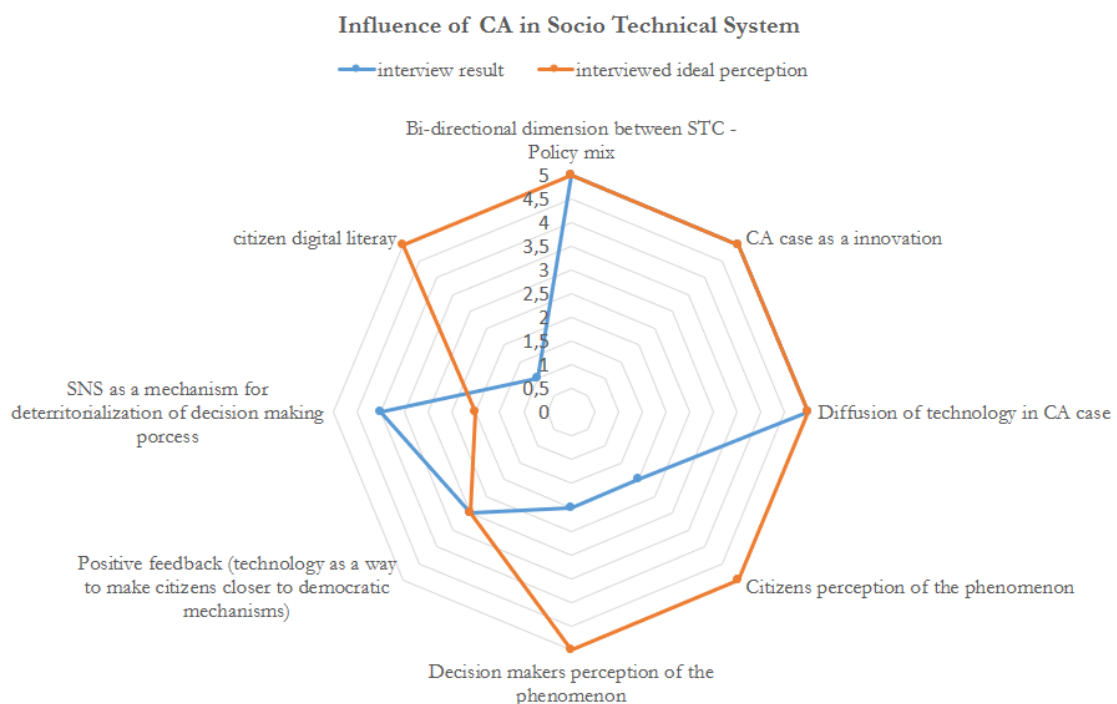 Influence of CA in Socio Technical System
interview result
interviewed ideal perception
Bi-directional dimension between STC -
Policy mix
5
4,5
4
3,5
3
2,5
2
1,5
1
0,5
0
CA case as a innovation
Diffusion of technology in CA case
Citizens perception of the phenomenon
Decision makers perception of the
phenomenon
Positive feedback (technology as a way
to make citizens closer to democratic
mechanisms)
SNS as a mechanism for
deterritorialization of decision making
porcess
citizen digital literay